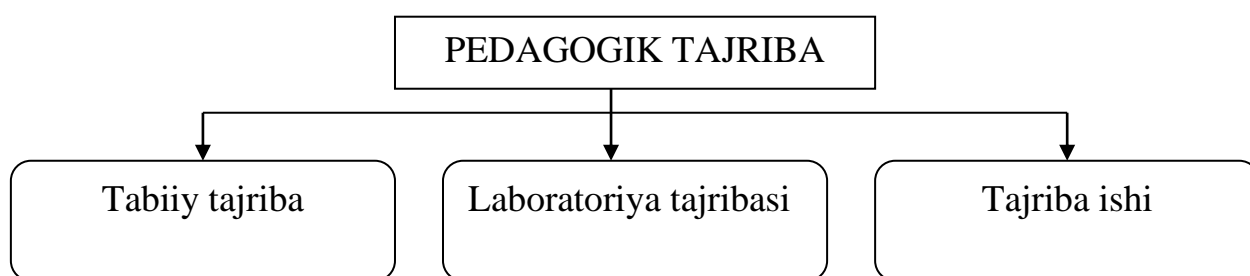 PEDAGOGIK TAJRIBA
Tabiiy tajriba
Laboratoriya tajribasi
Tajriba ishi